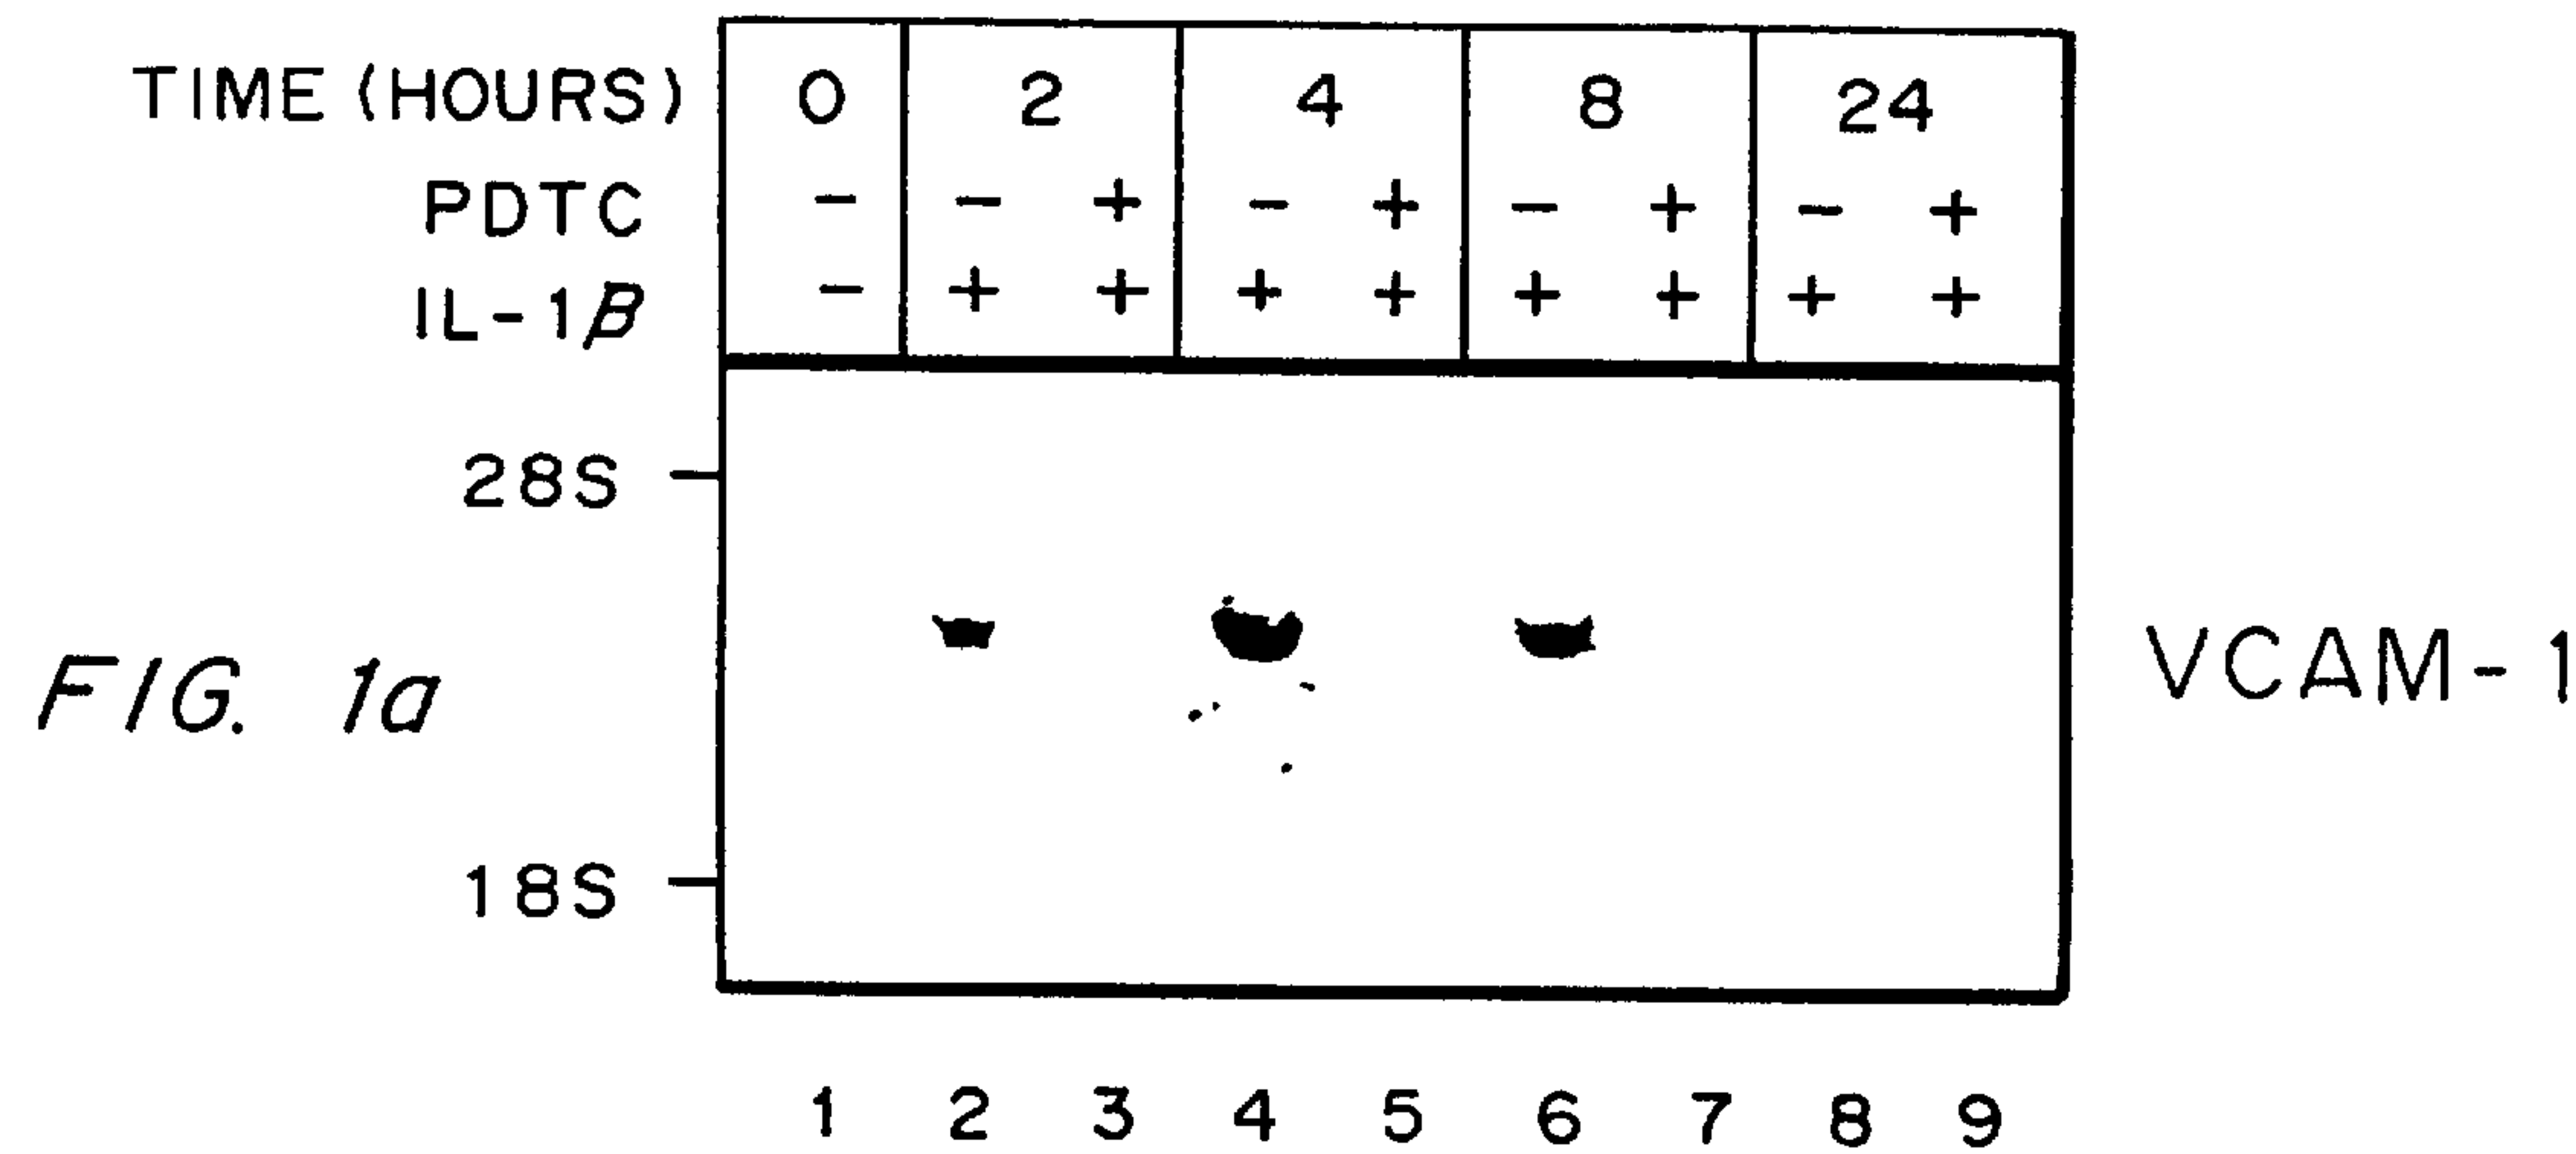 TIME (HOURS) 0 2 4 8 24
PDTC - - + - + - + - +
IL-1β - + + + + + + + +
28S
FIG. 1a
VCAM-1
18S
1 2 3 4 5 6 7 8 9